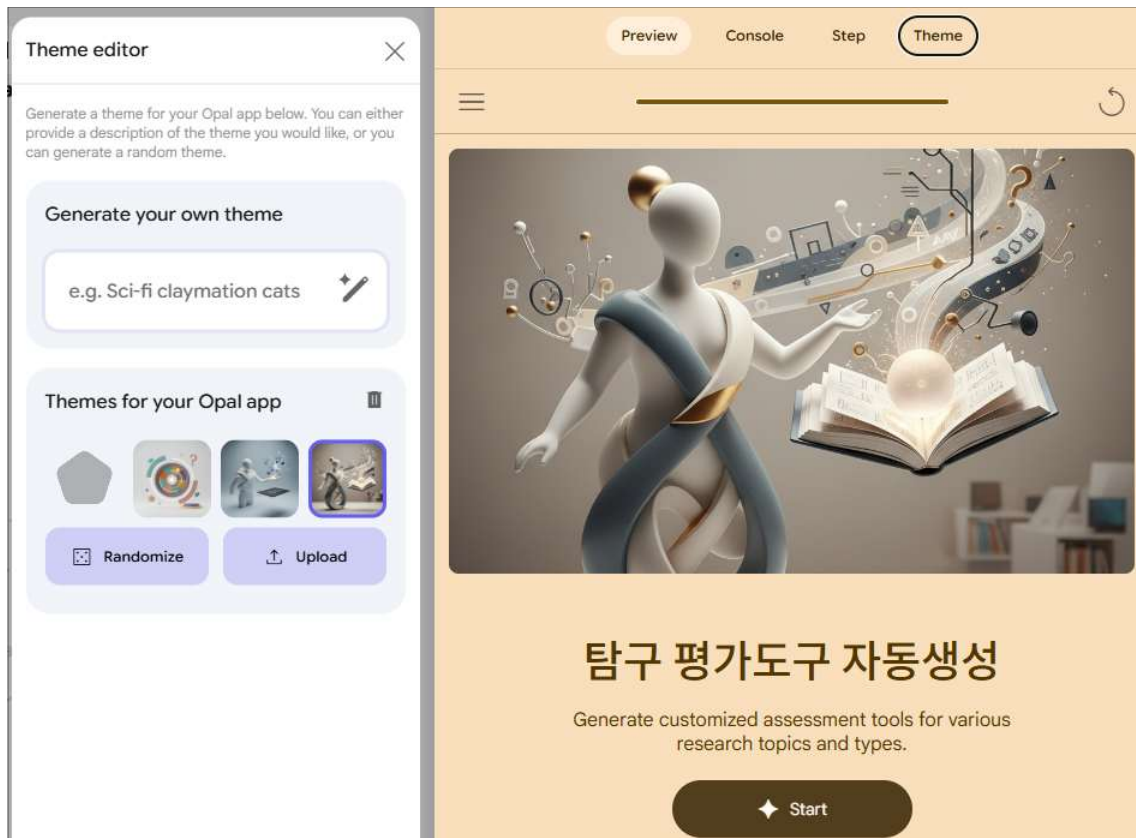 Theme editor
Generate a theme for your Opal app below. You can either
provide a description of the theme you would like, or you
can generate a random theme.
Generate your own theme
e.g. Sci-fi claymation cats
Themes for your Opal app
Randomize
Upload
Preview Console Step Theme
탐구 평가도구 자동생성
Generate customized assessment tools for various
research topics and types.
Start